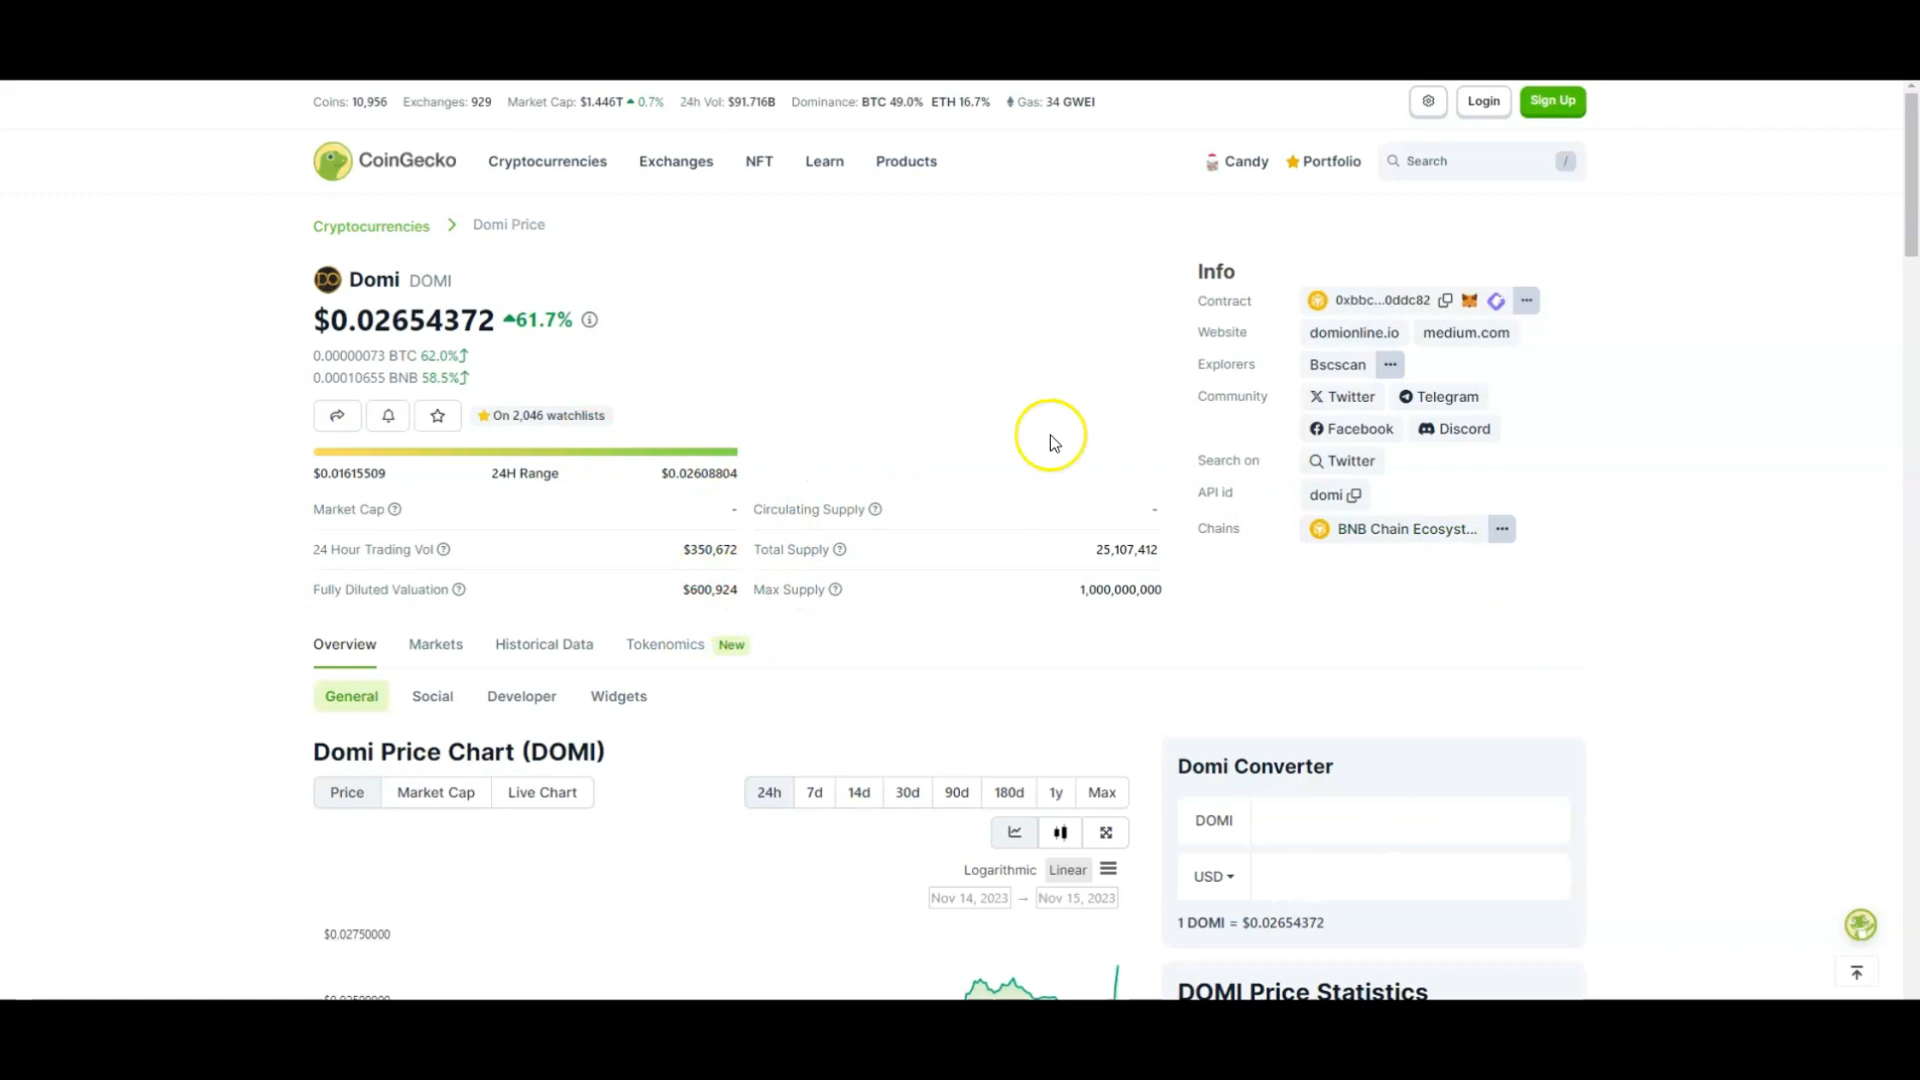 Coins: 10,956 Exchanges: 929 Market Cap: $1.446T 0.7% 24h Vol: $91.716B Dominance: BTC 49.0% ETH 16.7% Gas: 34 GWEI
Login
Sign Up
CoinGecko
Cryptocurrencies Exchanges NFT Learn Products
Candy Portfolio Search /
Cryptocurrencies Domi Price
Domi DOMI
$0.02654372 61.7%
0.00000073 BTC 62.0%
0.00010655 BNB 58.5%
On 2,046 watchlists
$0.01615509 24H Range $0.02608804
Market Cap - Circulating Supply -
24 Hour Trading Vol $350,672 Total Supply 25,107,412
Fully Diluted Valuation $600,924 Max Supply 1,000,000,000
Info
Contract 0xbbc...0ddc82
Website domionline.io medium.com
Explorers Bscscan
Community Twitter Telegram
Facebook Discord
Search on Twitter
API id domi
Chains BNB Chain Ecosyst...
Overview Markets Historical Data Tokenomics New
General Social Developer Widgets
Domi Price Chart (DOMI)
Price Market Cap Live Chart
24h 7d 14d 30d 90d 180d 1y Max
Logarithmic Linear
Nov 14, 2023 → Nov 15, 2023
$0.02750000
Domi Converter
DOMI
USD
1 DOMI = $0.02654372
DOMI Price Statistics